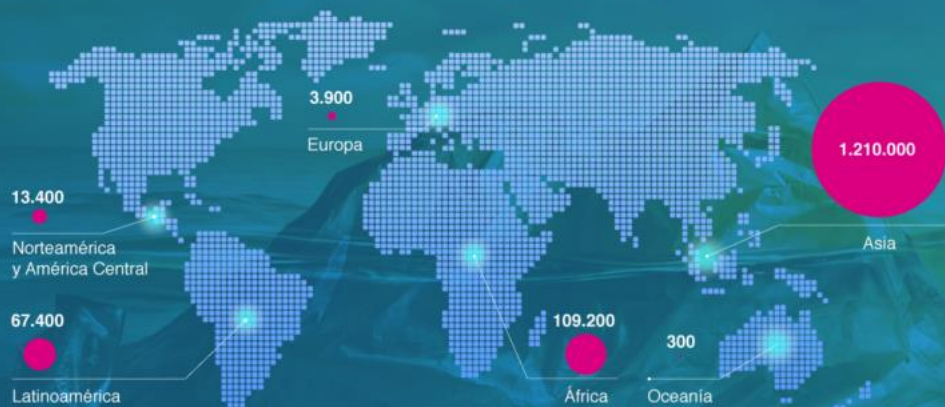 3.900
Europa
1.210.000
Asia
13.400
Norteamérica
y América Central
67.400
Latinoamérica
109.200
África
300
Oceanía